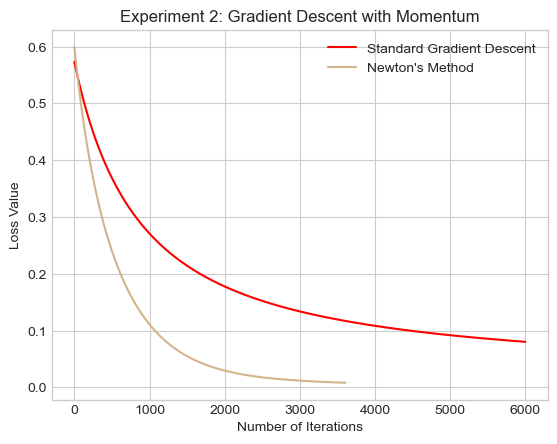 Experiment 2: Gradient Descent with Momentum
Standard Gradient Descent
Newton's Method
Loss Value
0.6
0.5
0.4
0.3
0.2
0.1
0.0
0 1000 2000 3000 4000 5000 6000
Number of Iterations